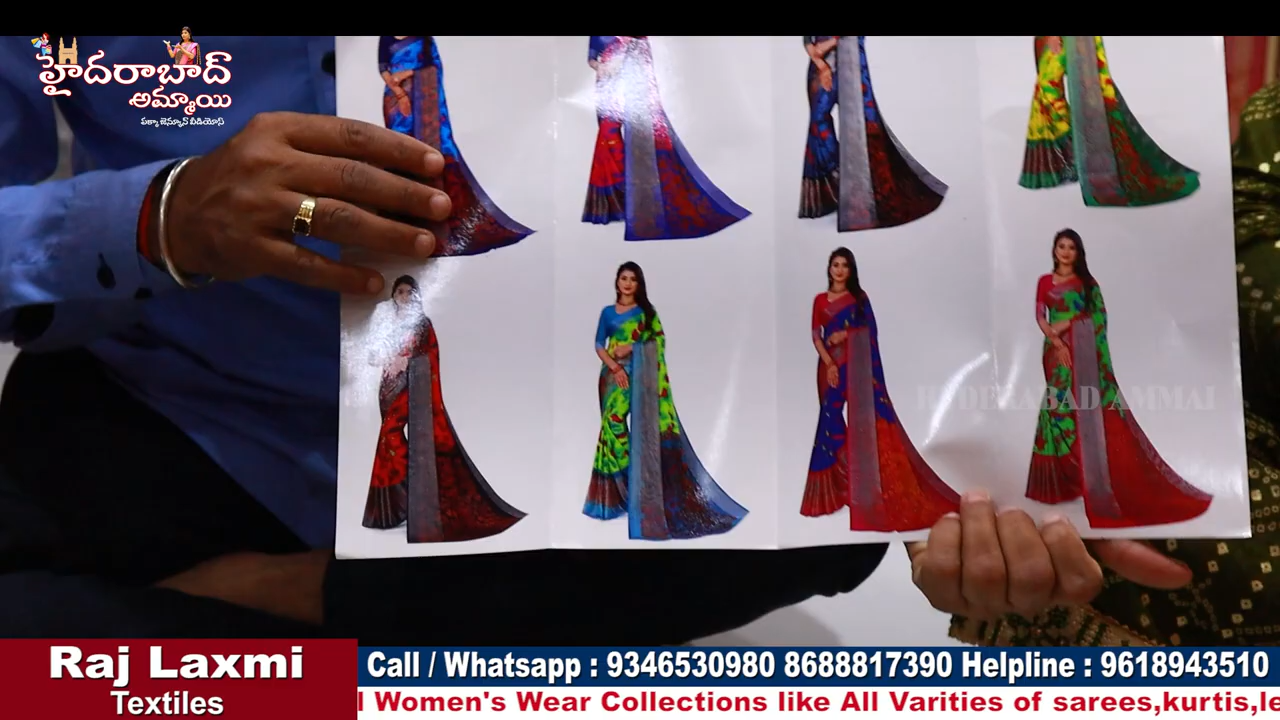 హైదరాబాద్
అమ్మాయి
పక్కా జెన్యూన్ వీడియోస్
HYDERABAD AMMAI
Raj Laxmi
Textiles
Call / Whatsapp : 9346530980 8688817390 Helpline : 9618943510
l Women's Wear Collections like All Varities of sarees,kurtis,le